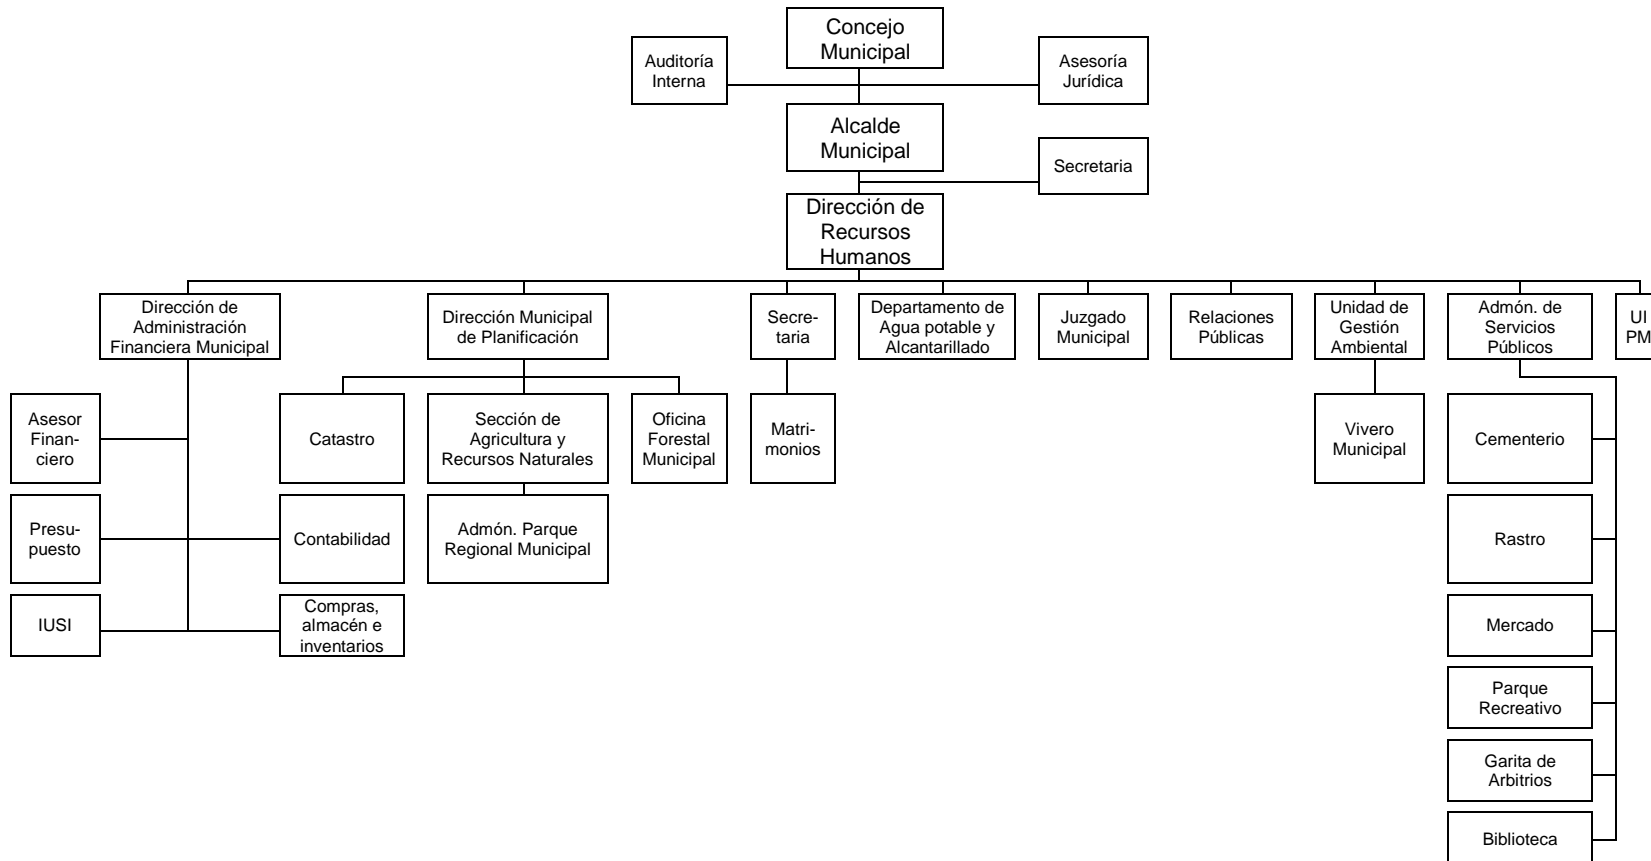 Concejo
Municipal
Auditoría
Interna
Asesoría
Jurídica
Alcalde
Municipal
Secretaria
Dirección de
Recursos
Humanos
Dirección de
Administración
Financiera Municipal
Dirección Municipal
de Planificación
Secre-
taria
Departamento de
Agua potable y
Alcantarillado
Juzgado
Municipal
Relaciones
Públicas
Unidad de
Gestión
Ambiental
Admón. de
Servicios
Públicos
UI
PM
Asesor
Finan-
ciero
Catastro
Sección de
Agricultura y
Recursos Naturales
Oficina
Forestal
Municipal
Matri-
monios
Vivero
Municipal
Cementerio
Presu-
puesto
Contabilidad
Admón. Parque
Regional Municipal
Rastro
IUSI
Compras,
almacén e
inventarios
Mercado
Parque
Recreativo
Garita de
Arbitrios
Biblioteca